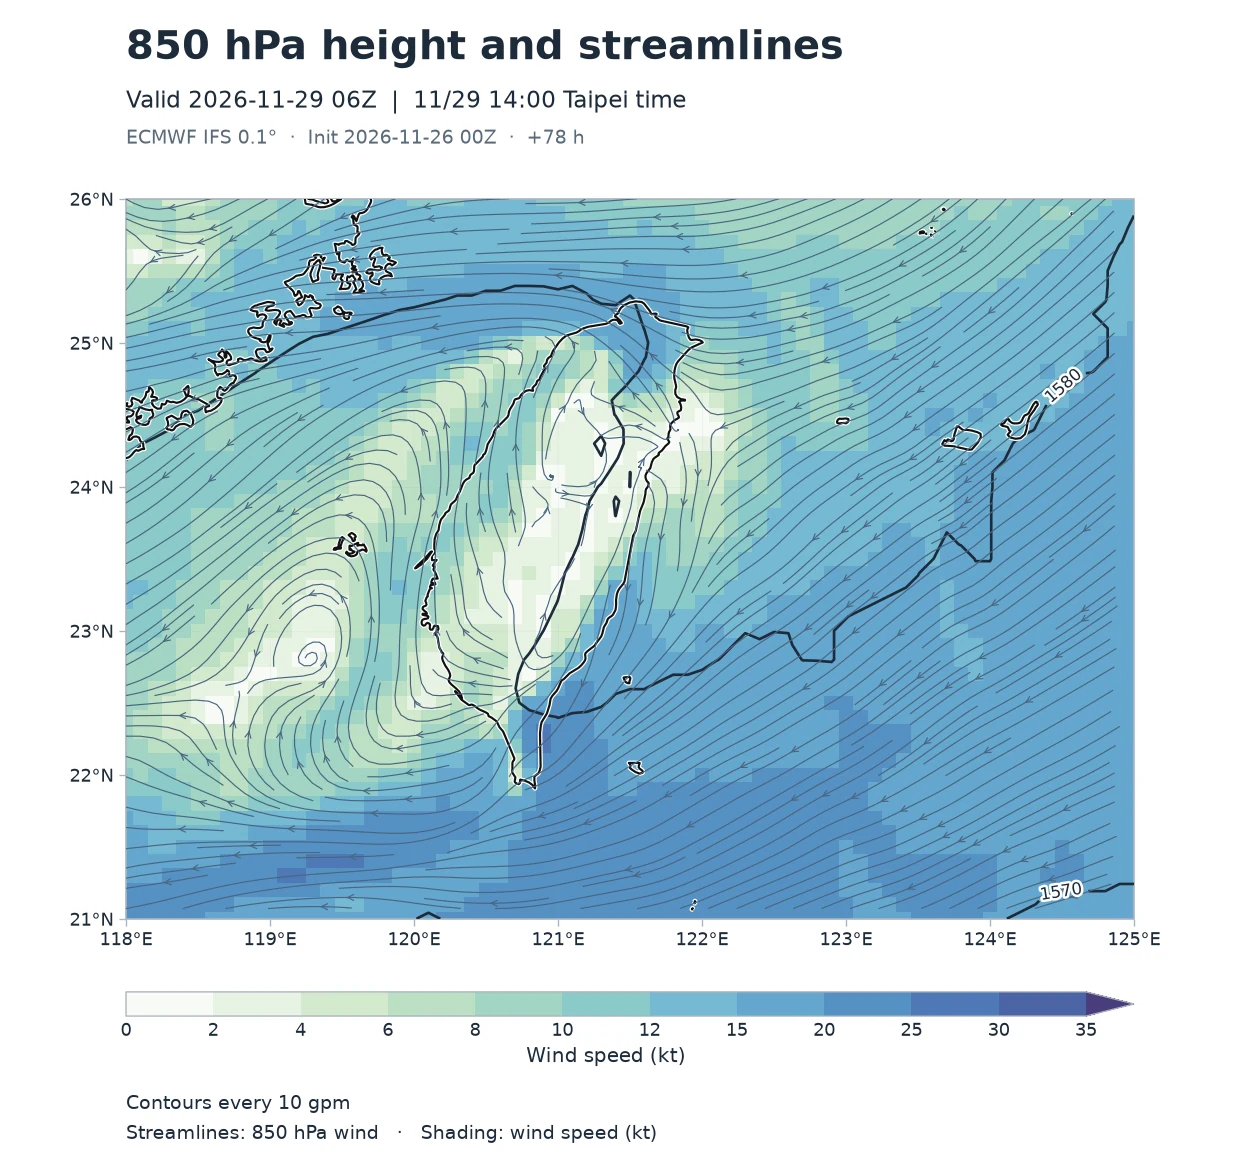 850 hPa height and streamlines
Valid 2026-11-29 06Z | 11/29 14:00 Taipei time
ECMWF IFS 0.1° · Init 2026-11-26 00Z · +78 h
26°N
25°N
24°N
23°N
22°N
21°N
1580
1570
118°E 119°E 120°E 121°E 122°E 123°E 124°E 125°E
0 2 4 6 8 10 12 15 20 25 30 35
Wind speed (kt)
Contours every 10 gpm
Streamlines: 850 hPa wind · Shading: wind speed (kt)